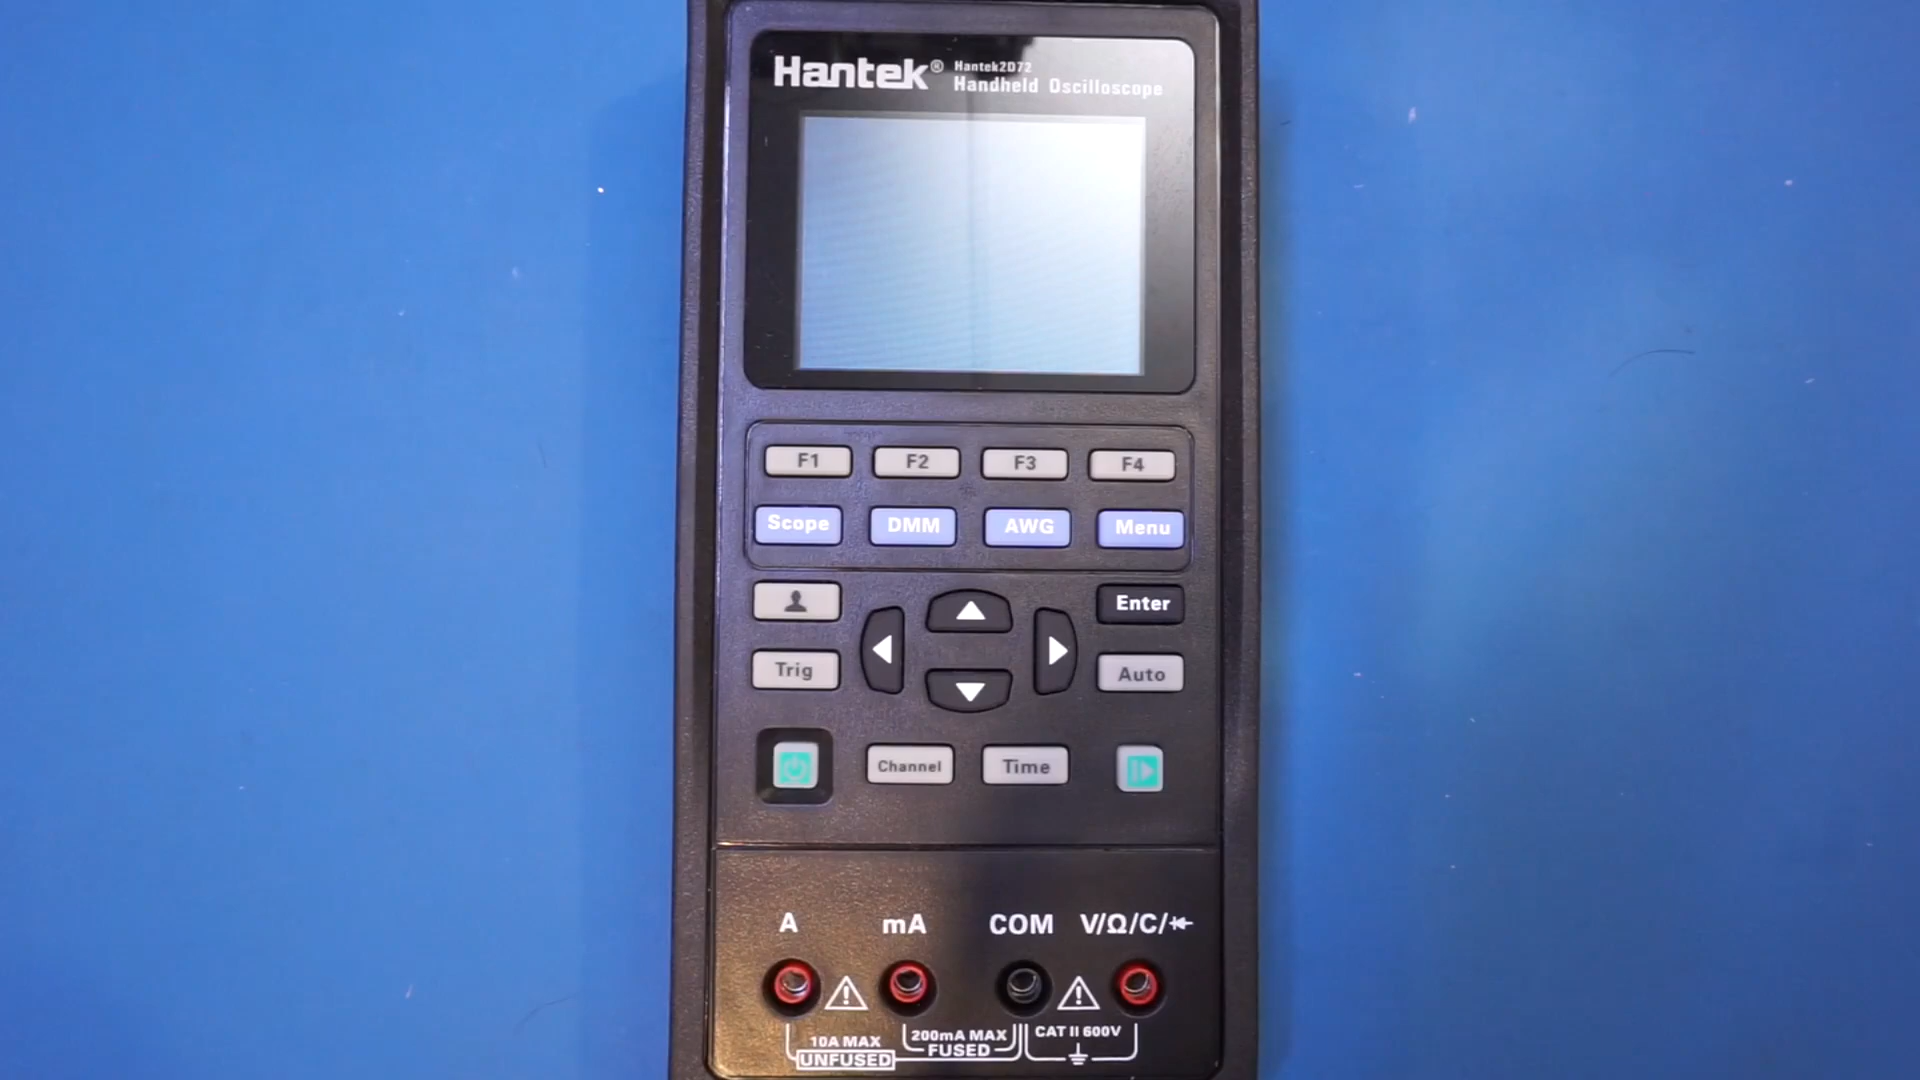 Hantek® Hantek2D72
Handheld Oscilloscope
F1 F2 F3 F4
Scope DMM AWG Menu
Enter
Trig Auto
Channel Time
A mA COM V/Ω/C/
10A MAX 200mA MAX CAT II 600V
UNFUSED FUSED